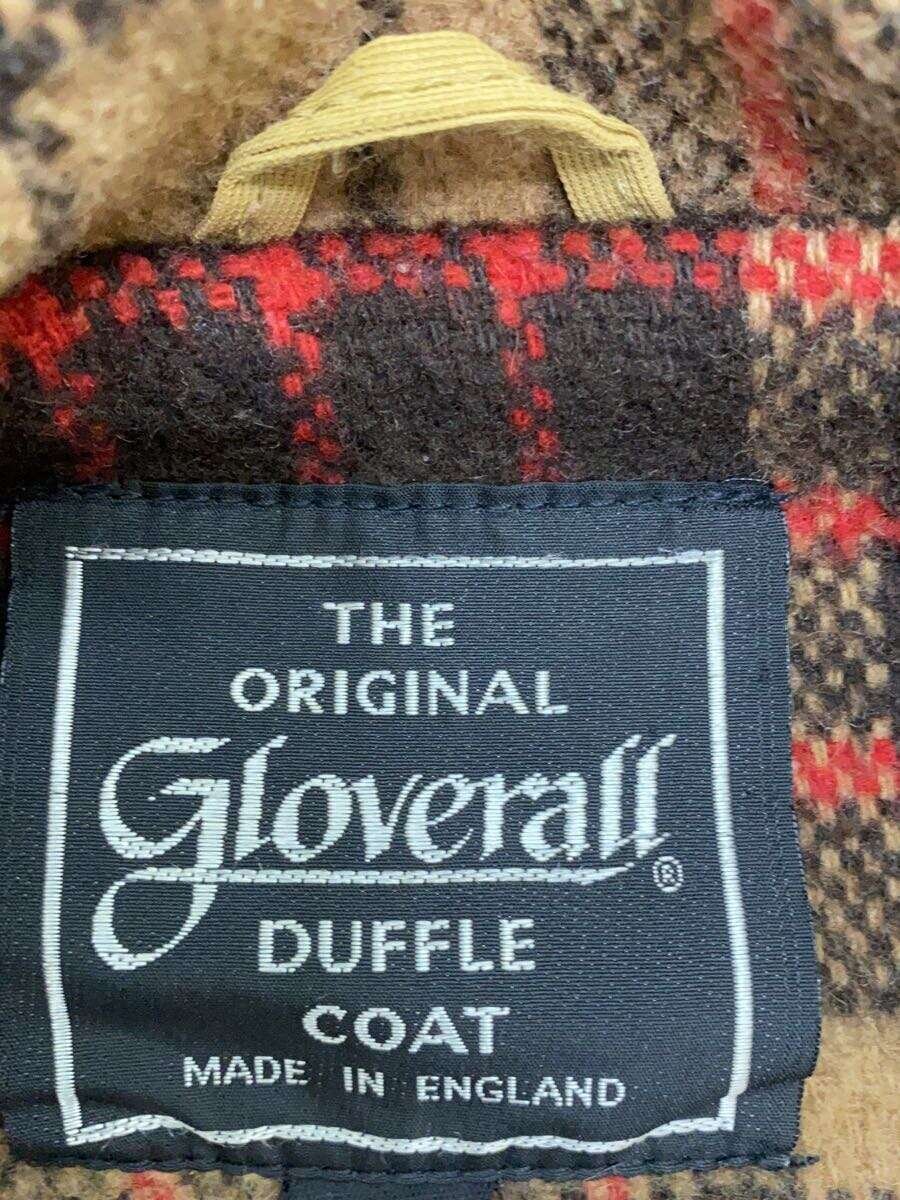 THE
ORIGINAL
Gloverall®
DUFFLE
COAT
MADE IN ENGLAND